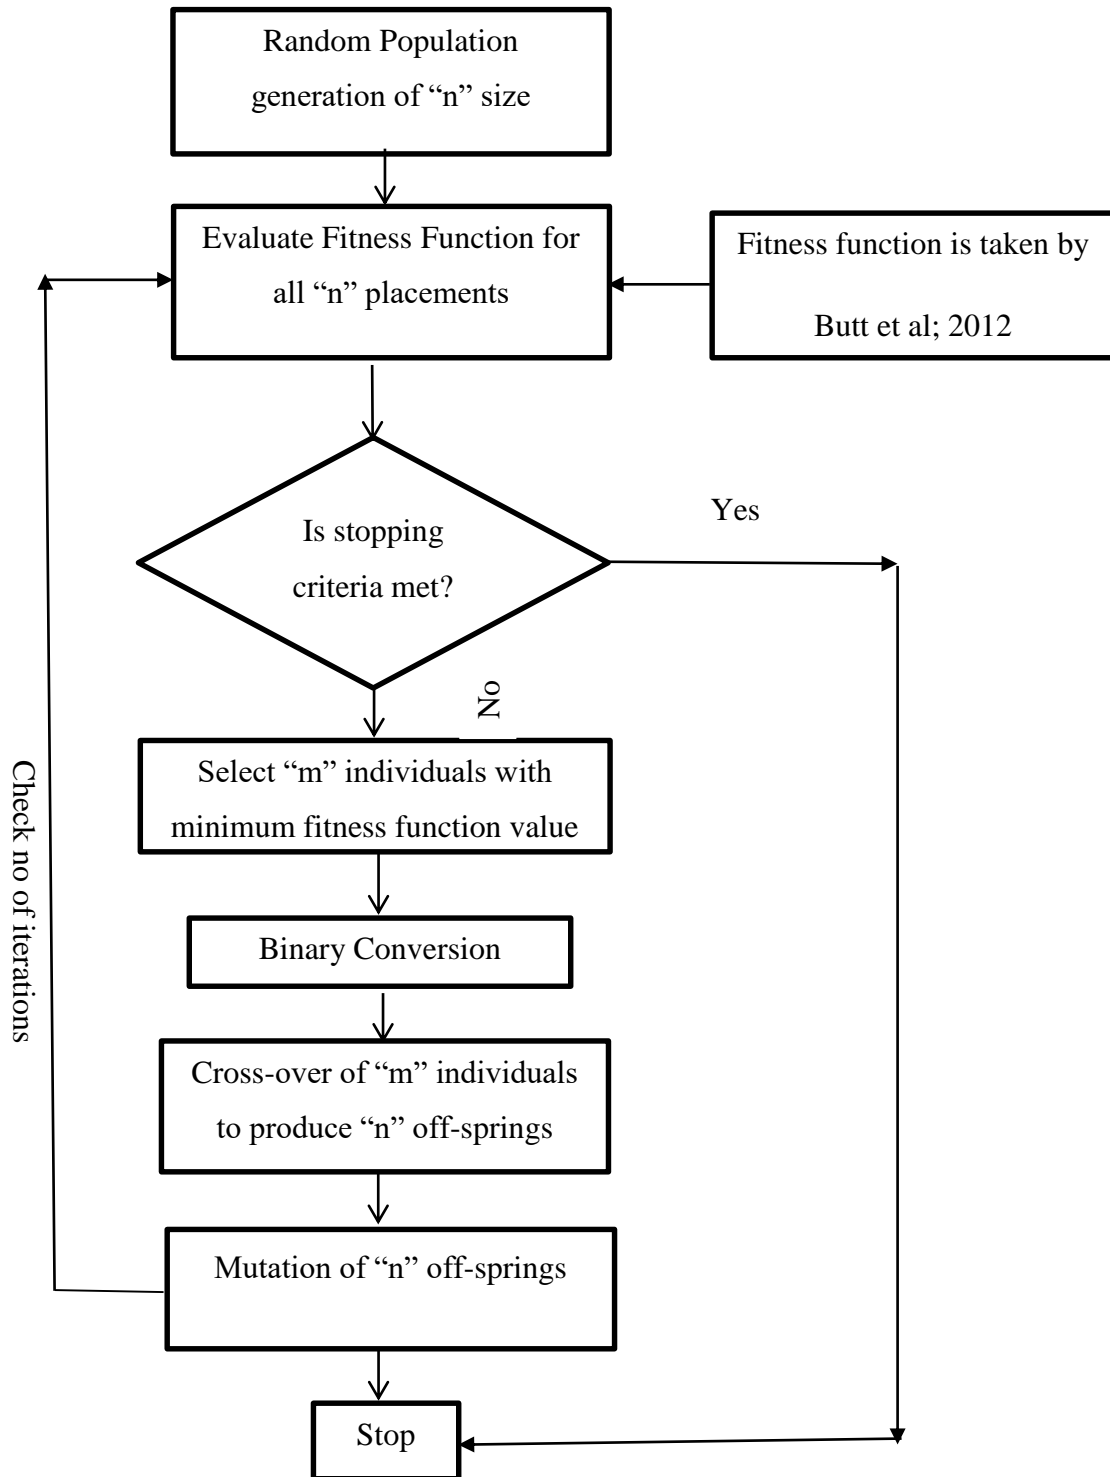 Random Population
generation of “n” size
Evaluate Fitness Function for
all “n” placements
Fitness function is taken by
Butt et al; 2012
Is stopping
criteria met?
Yes
No
Select “m” individuals with
minimum fitness function value
Check no of iterations
Binary Conversion
Cross-over of “m” individuals
to produce “n” off-springs
Mutation of “n” off-springs
Stop